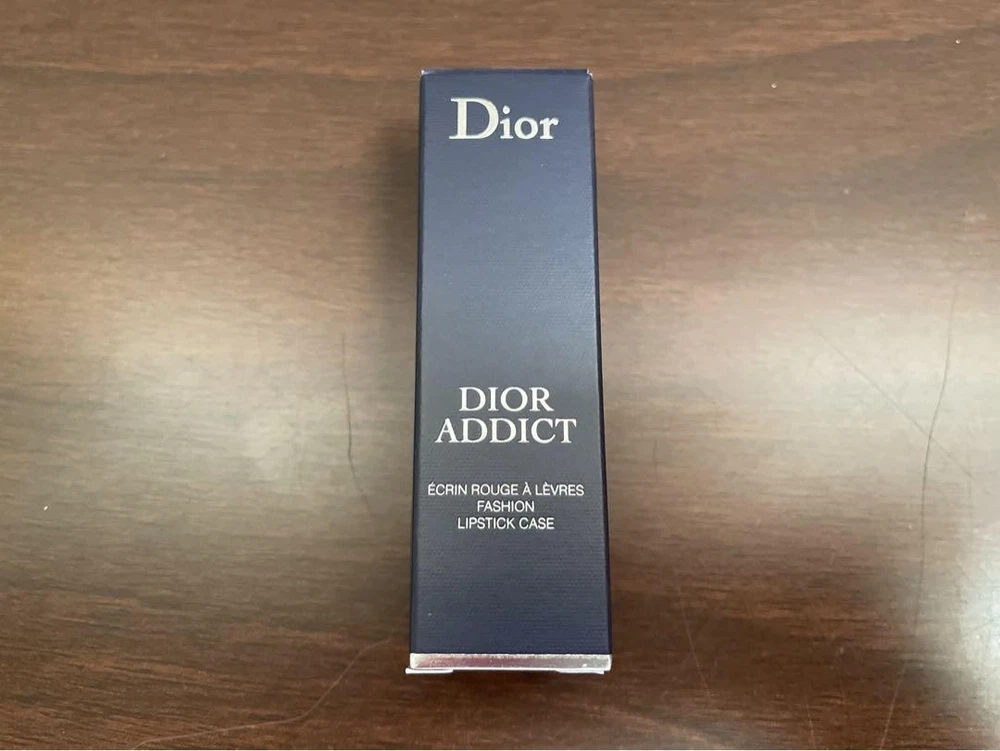 Dior
DIOR
ADDICT
ÉCRIN ROUGE À LÈVRES
FASHION
LIPSTICK CASE